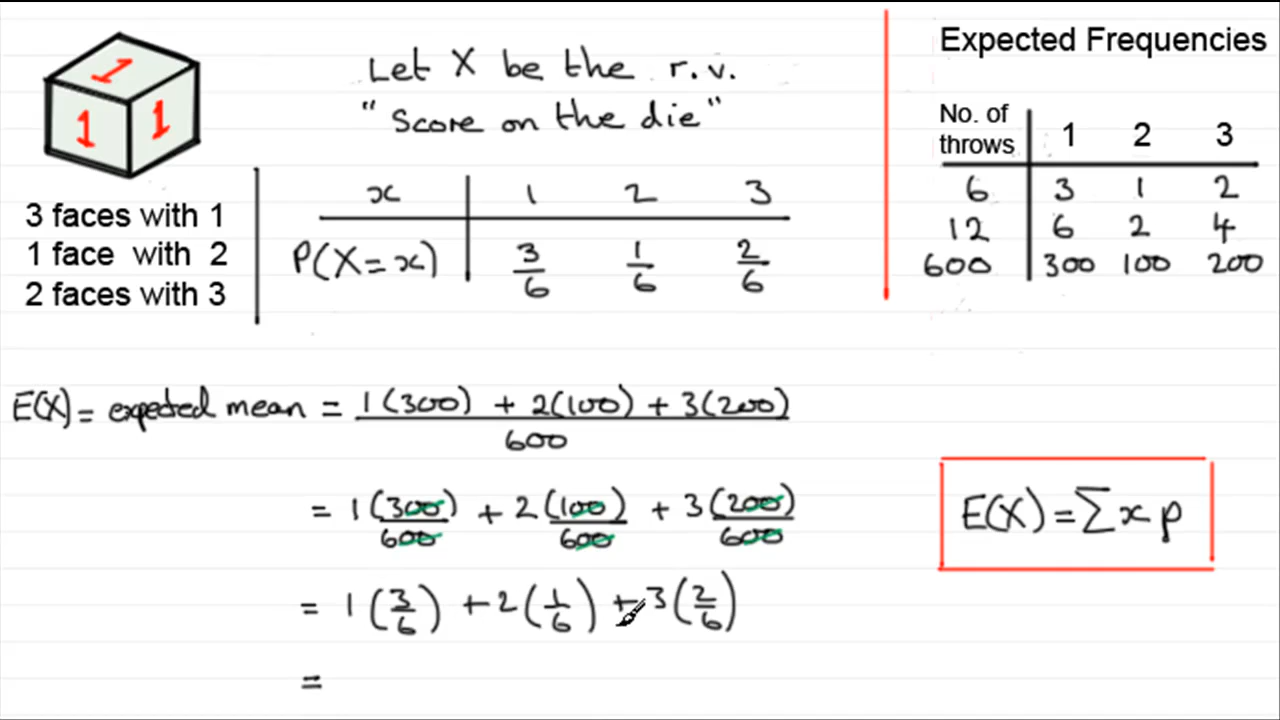 1
1 1
3 faces with 1
1 face with 2
2 faces with 3
Let X be the r.v.
"Score on the die"
x 1 2 3
P(X=x) 3/6 1/6 2/6
Expected Frequencies
No. of throws 1 2 3
6 3 1 2
12 6 2 4
600 300 100 200
E(X) = expected mean = 1(300) + 2(100) + 3(200)
600
= 1(300)/600 + 2(100)/600 + 3(200)/600
= 1(3/6) + 2(1/6) + 3(2/6)
=
E(X) = ∑ x p